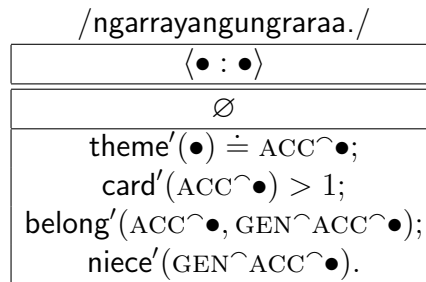 /ngarrayangungraraa./
⟨• : •⟩
∅
theme′(•) ≐ ACC⌢•;
card′(ACC⌢•) > 1;
belong′(ACC⌢•, GEN⌢ACC⌢•);
niece′(GEN⌢ACC⌢•).